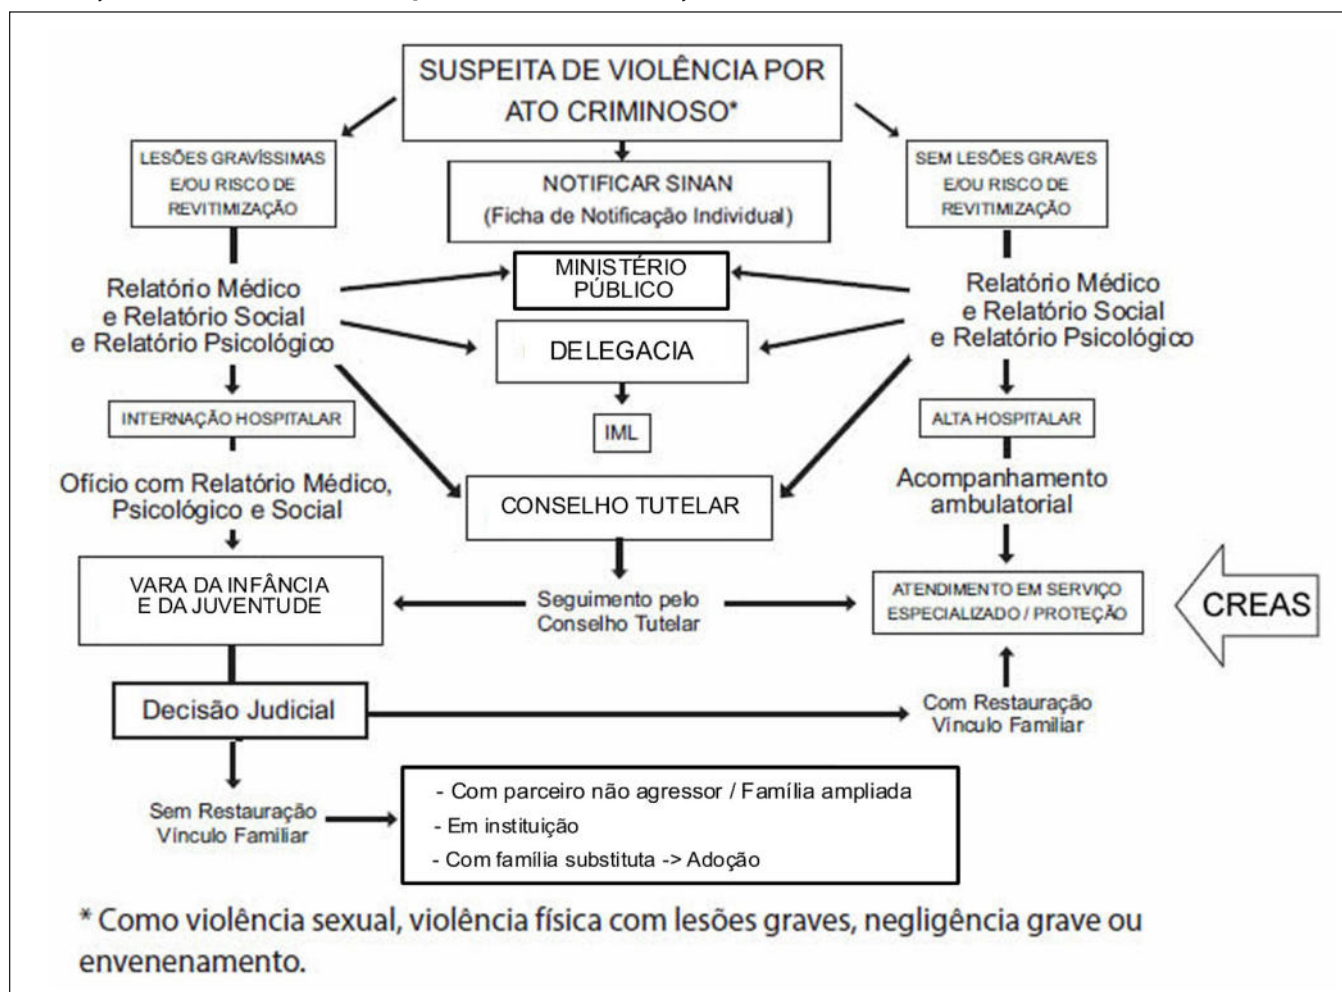 SUSPEITA DE VIOLÊNCIA POR
ATO CRIMINOSO*
LESÕES GRAVÍSSIMAS
E/OU RISCO DE
REVITIMIZAÇÃO
NOTIFICAR SINAN
(Ficha de Notificação Individual)
SEM LESÕES GRAVES
E/OU RISCO DE
REVITIMIZAÇÃO
MINISTÉRIO
PÚBLICO
Relatório Médico
e Relatório Social
e Relatório Psicológico
Relatório Médico
e Relatório Social
e Relatório Psicológico
DELEGACIA
INTERNAÇÃO HOSPITALAR
IML
ALTA HOSPITALAR
Ofício com Relatório Médico,
Psicológico e Social
CONSELHO TUTELAR
Acompanhamento
ambulatorial
VARA DA INFÂNCIA
E DA JUVENTUDE
Seguimento pelo
Conselho Tutelar
ATENDIMENTO EM SERVIÇO
ESPECIALIZADO / PROTEÇÃO
CREAS
Decisão Judicial
Com Restauração
Vínculo Familiar
Sem Restauração
Vínculo Familiar
- Com parceiro não agressor / Família ampliada
- Em instituição
- Com família substituta -> Adoção
* Como violência sexual, violência física com lesões graves, negligência grave ou
envenenamento.